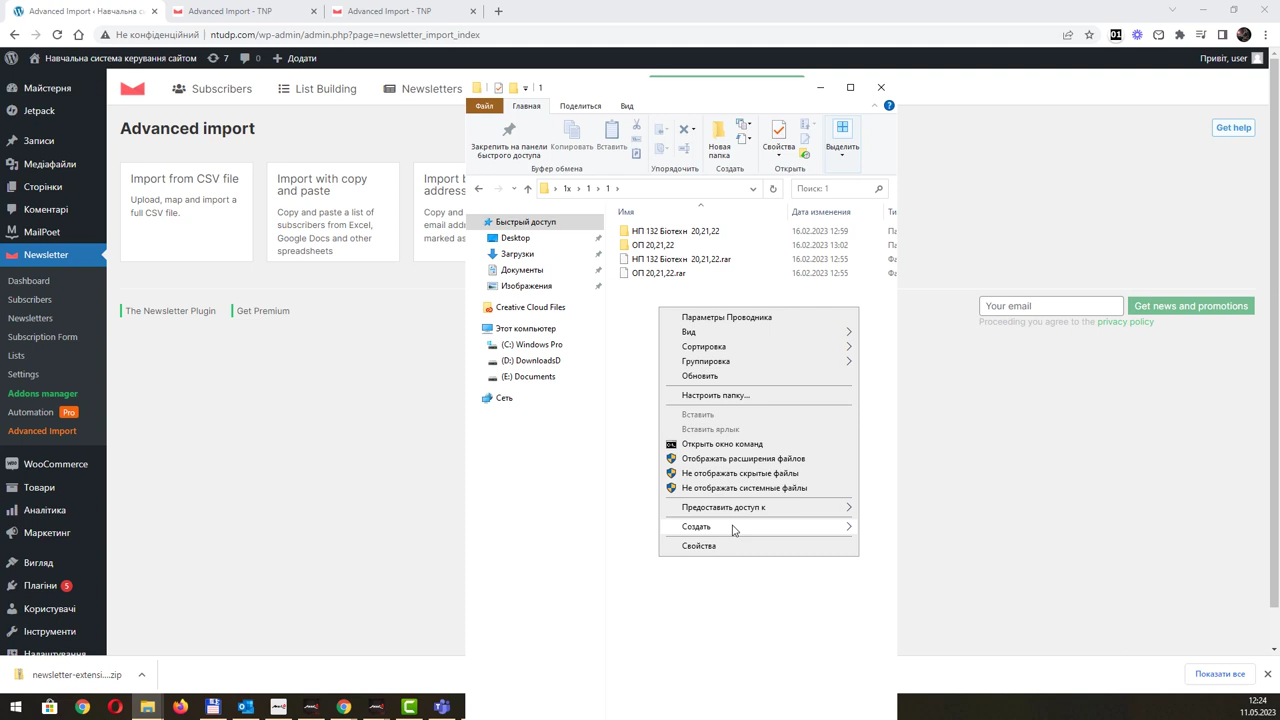 Advanced Import ‹ Навчальна с
Advanced Import - TNP
Advanced Import - TNP
Не конфіденційний
ntudp.com/wp-admin/admin.php?page=newsletter_import_index
Навчальна система керування сайтом
7
0
Додати
Привіт, user
Майстерня
Jetpack
Записи
Медіафайли
Сторінки
Коментарі
MailPoet
Newsletter
Dashboard
Subscribers
Newsletters
Subscription Form
Lists
Settings
Addons manager
Automation Pro
Advanced Import
WooCommerce
Товари
Аналітика
Маркетинг
Вигляд
Плагіни 5
Користувачі
Інструменти
Налаштування
Subscribers
List Building
Newsletters
Advanced import
Get help
Import from CSV file
Upload, map and import a
full CSV file.
Import with copy
and paste
Copy and paste a list of
subscribers from Excel,
Google Docs and other
spreadsheets
Import b
address
Copy and
email add
marked as
The Newsletter Plugin
Get Premium
Your email
Get news and promotions
Proceeding you agree to the privacy policy
1
Файл
Главная
Поделиться
Вид
Закрепить на панели
быстрого доступа
Копировать
Вставить
Буфер обмена
Упорядочить
Новая
папка
Создать
Свойства
Открыть
Выделить
1x
1
1
Поиск: 1
Имя
Дата изменения
Ти
Быстрый доступ
Desktop
Загрузки
Документы
Изображения
Creative Cloud Files
Этот компьютер
(C:) Windows Pro
(D:) DownloadsD
(E:) Documents
Сеть
НП 132 Біотехн 20,21,22
16.02.2023 12:59
Па
ОП 20,21,22
16.02.2023 13:02
Па
НП 132 Біотехн 20,21,22.rar
16.02.2023 12:55
Фа
ОП 20,21,22.rar
16.02.2023 12:55
Фа
Параметры Проводника
Вид
Сортировка
Группировка
Обновить
Настроить папку...
Вставить
Вставить ярлык
Открыть окно команд
Отображать расширения файлов
Не отображать скрытые файлы
Не отображать системные файлы
Предоставить доступ к
Создать
Свойства
newsletter-extensi....zip
Показати все
12:24
11.05.2023